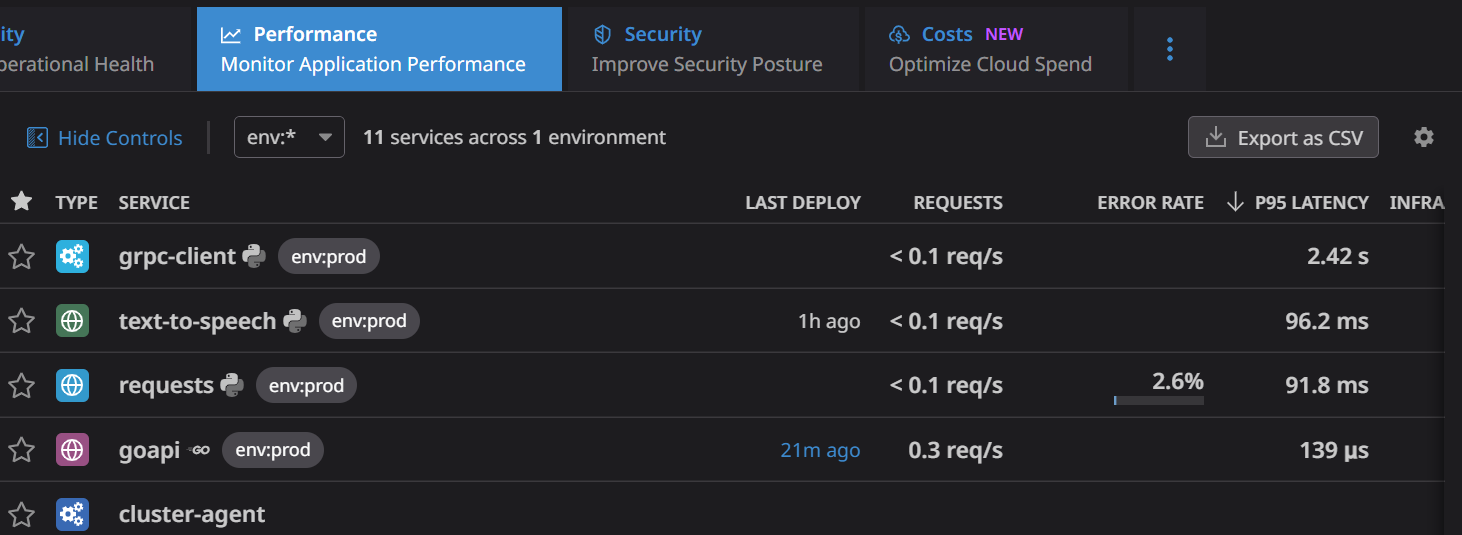 ity
Performance
Security
Costs NEW
perational Health
Monitor Application Performance
Improve Security Posture
Optimize Cloud Spend
Hide Controls
env:*
11 services across 1 environment
Export as CSV
TYPE SERVICE LAST DEPLOY REQUESTS ERROR RATE P95 LATENCY INFRA
grpc-client env:prod < 0.1 req/s 2.42 s
text-to-speech env:prod 1h ago < 0.1 req/s 96.2 ms
requests env:prod < 0.1 req/s 2.6% 91.8 ms
goapi GO env:prod 21m ago 0.3 req/s 139 µs
cluster-agent